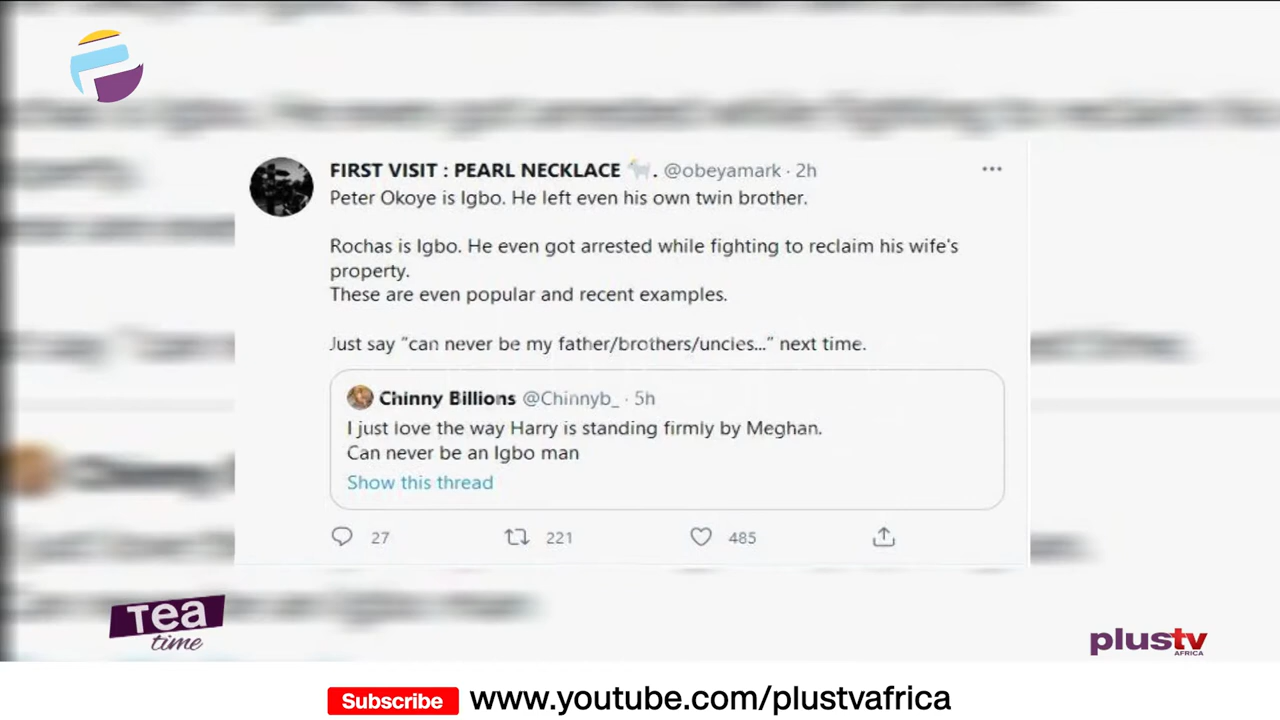 FIRST VISIT : PEARL NECKLACE 🐐. @obeyamark · 2h
Peter Okoye is Igbo. He left even his own twin brother.
Rochas is Igbo. He even got arrested while fighting to reclaim his wife's
property.
These are even popular and recent examples.
Just say “can never be my father/brothers/uncles...” next time.
Chinny Billions @Chinnyb_ · 5h
I just love the way Harry is standing firmly by Meghan.
Can never be an Igbo man
Show this thread
27 221 485
Tea
time
plustv
AFRICA
Subscribe www.youtube.com/plustvafrica